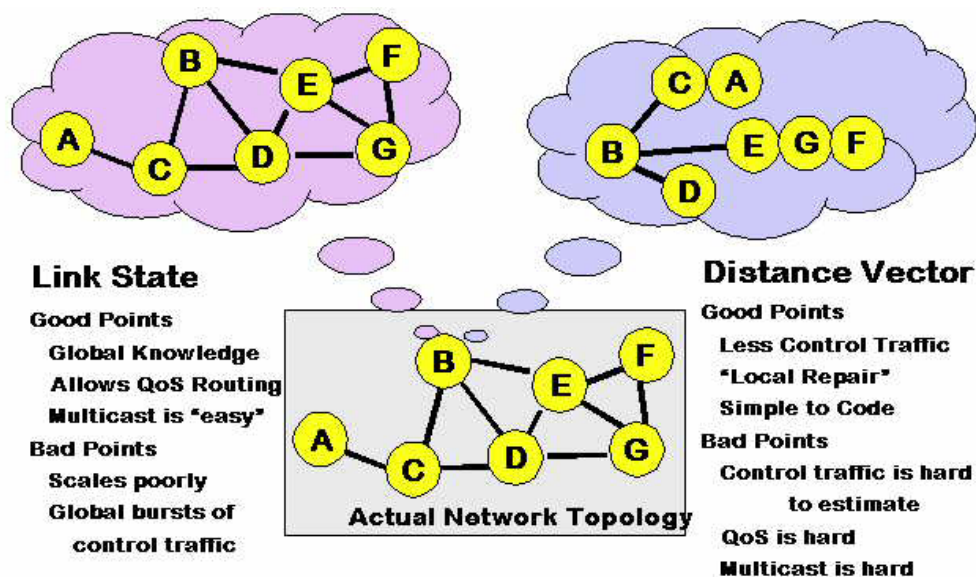 B
E
F
A
C
D
G
C A
B
E G F
D
Link State
Good Points
Global Knowledge
Allows QoS Routing
Multicast is "easy"
Bad Points
Scales poorly
Global bursts of
control traffic
B
E
F
A
C
D
G
Actual Network Topology
Distance Vector
Good Points
Less Control Traffic
"Local Repair"
Simple to Code
Bad Points
Control traffic is hard
to estimate
QoS is hard
Multicast is hard